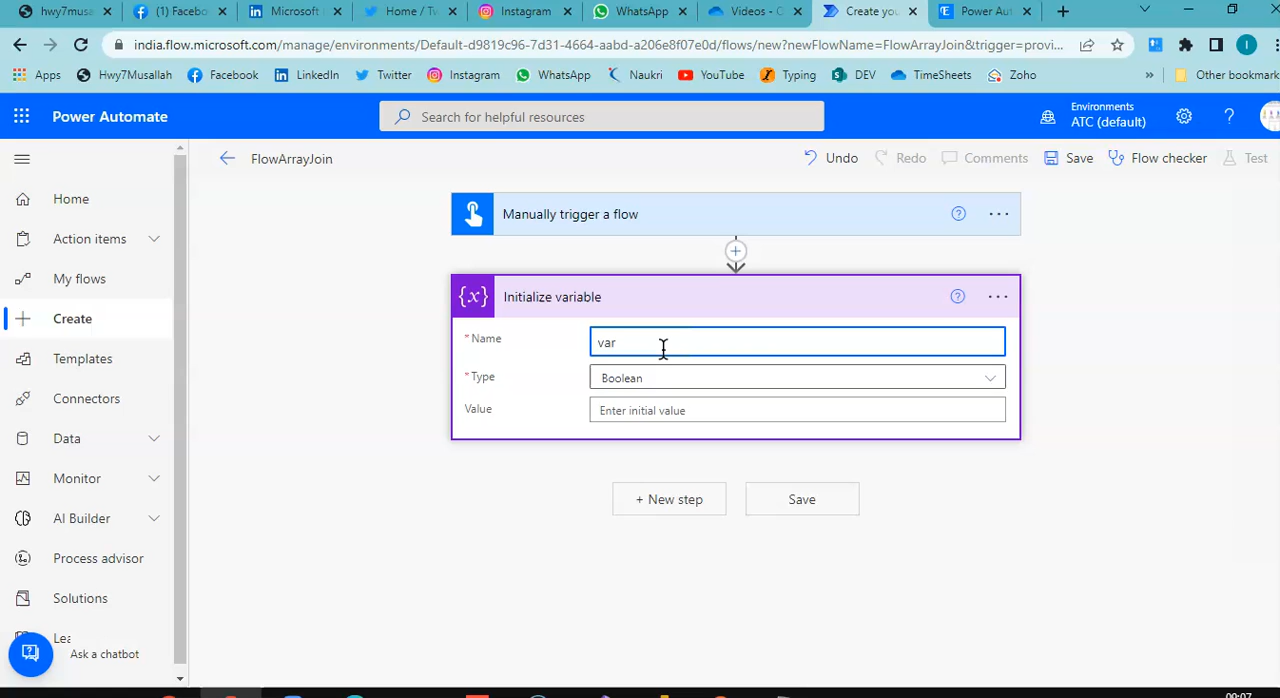 hwy7musa
(1) Facebo
Microsoft
Home / Tw
Instagram
WhatsApp
Videos - O
Create you
Power Aut
india.flow.microsoft.com/manage/environments/Default-d9819c96-7d31-4664-aabd-a206e8f07e0d/flows/new?newFlowName=FlowArrayJoin&trigger=provi...
Apps
Hwy7Musallah
Facebook
LinkedIn
Twitter
Instagram
WhatsApp
Naukri
YouTube
Typing
DEV
TimeSheets
Zoho
»
Other bookmark
Power Automate
Search for helpful resources
Environments
ATC (default)
FlowArrayJoin
Undo
Redo
Comments
Save
Flow checker
Test
Home
Action items
My flows
Create
Templates
Connectors
Data
Monitor
AI Builder
Process advisor
Solutions
Lea
Ask a chatbot
Manually trigger a flow
{x} Initialize variable
* Name
var
* Type
Boolean
Value
Enter initial value
+ New step
Save